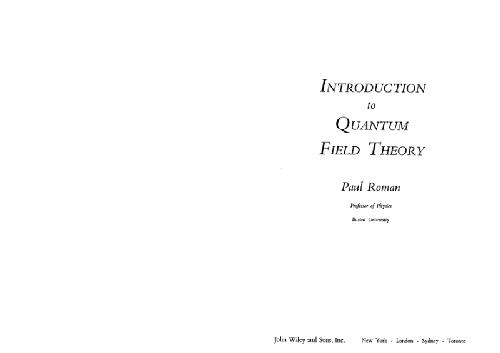 INTRODUCTION
to
QUANTUM
FIELD THEORY
Paul Roman
Professor of Physics
Boston University
John Wiley and Sons, Inc. New York · London · Sydney · Toronto